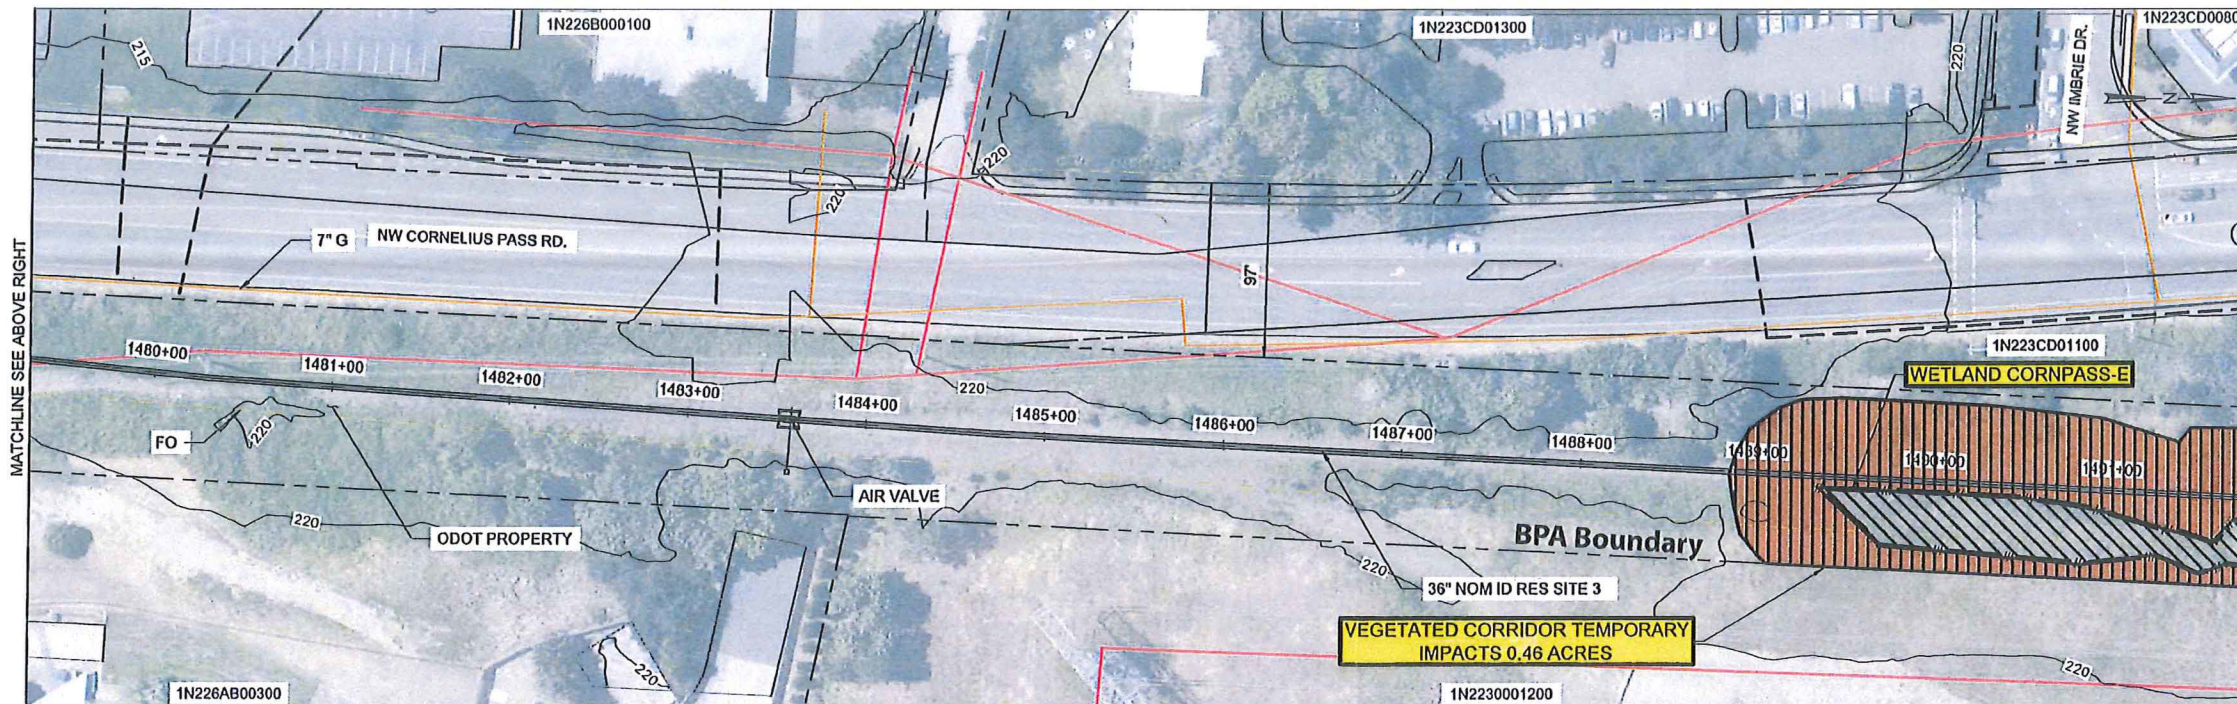 1N226B000100
1N223CD01300
1N223CD0080
215
220
NW IMBRIE DR.
N
220
220
7" G
NW CORNELIUS PASS RD.
97'
MATCHLINE SEE ABOVE RIGHT
1N223CD01100
1480+00
1481+00
1482+00
1483+00
1484+00
1485+00
1486+00
1487+00
1488+00
1489+00
1490+00
1491+00
WETLAND CORNPASS-E
220
FO
220
AIR VALVE
220
ODOT PROPERTY
BPA Boundary
220
36" NOM ID RES SITE 3
VEGETATED CORRIDOR TEMPORARY
IMPACTS 0.46 ACRES
220
220
1N226AB00300
1N2230001200